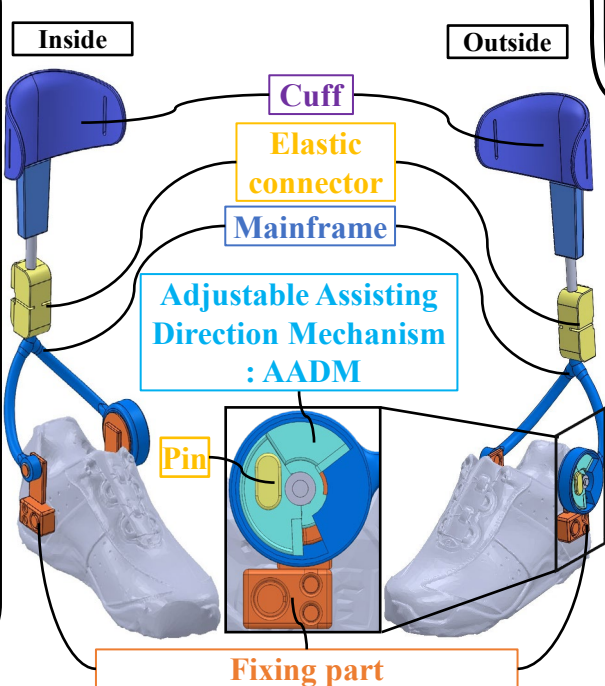 Inside
Outside
Cuff
Elastic
connector
Mainframe
Adjustable Assisting
Direction Mechanism
: AADM
Pin
Fixing part